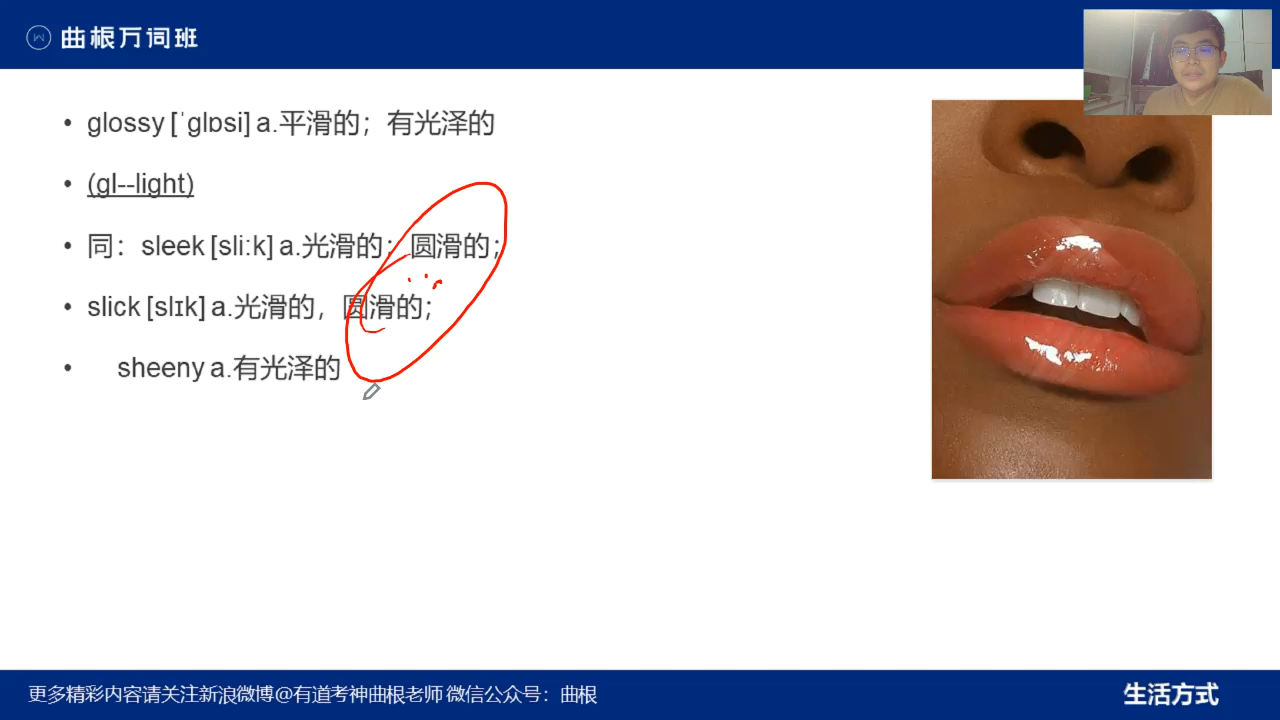 曲根万词班
glossy [ˈglɒsi] a.平滑的；有光泽的
(gl--light)
同：sleek [sliːk] a.光滑的；圆滑的；
slick [slɪk] a.光滑的，圆滑的；
sheeny a.有光泽的
更多精彩内容请关注新浪微博@有道考神曲根老师 微信公众号：曲根
生活方式